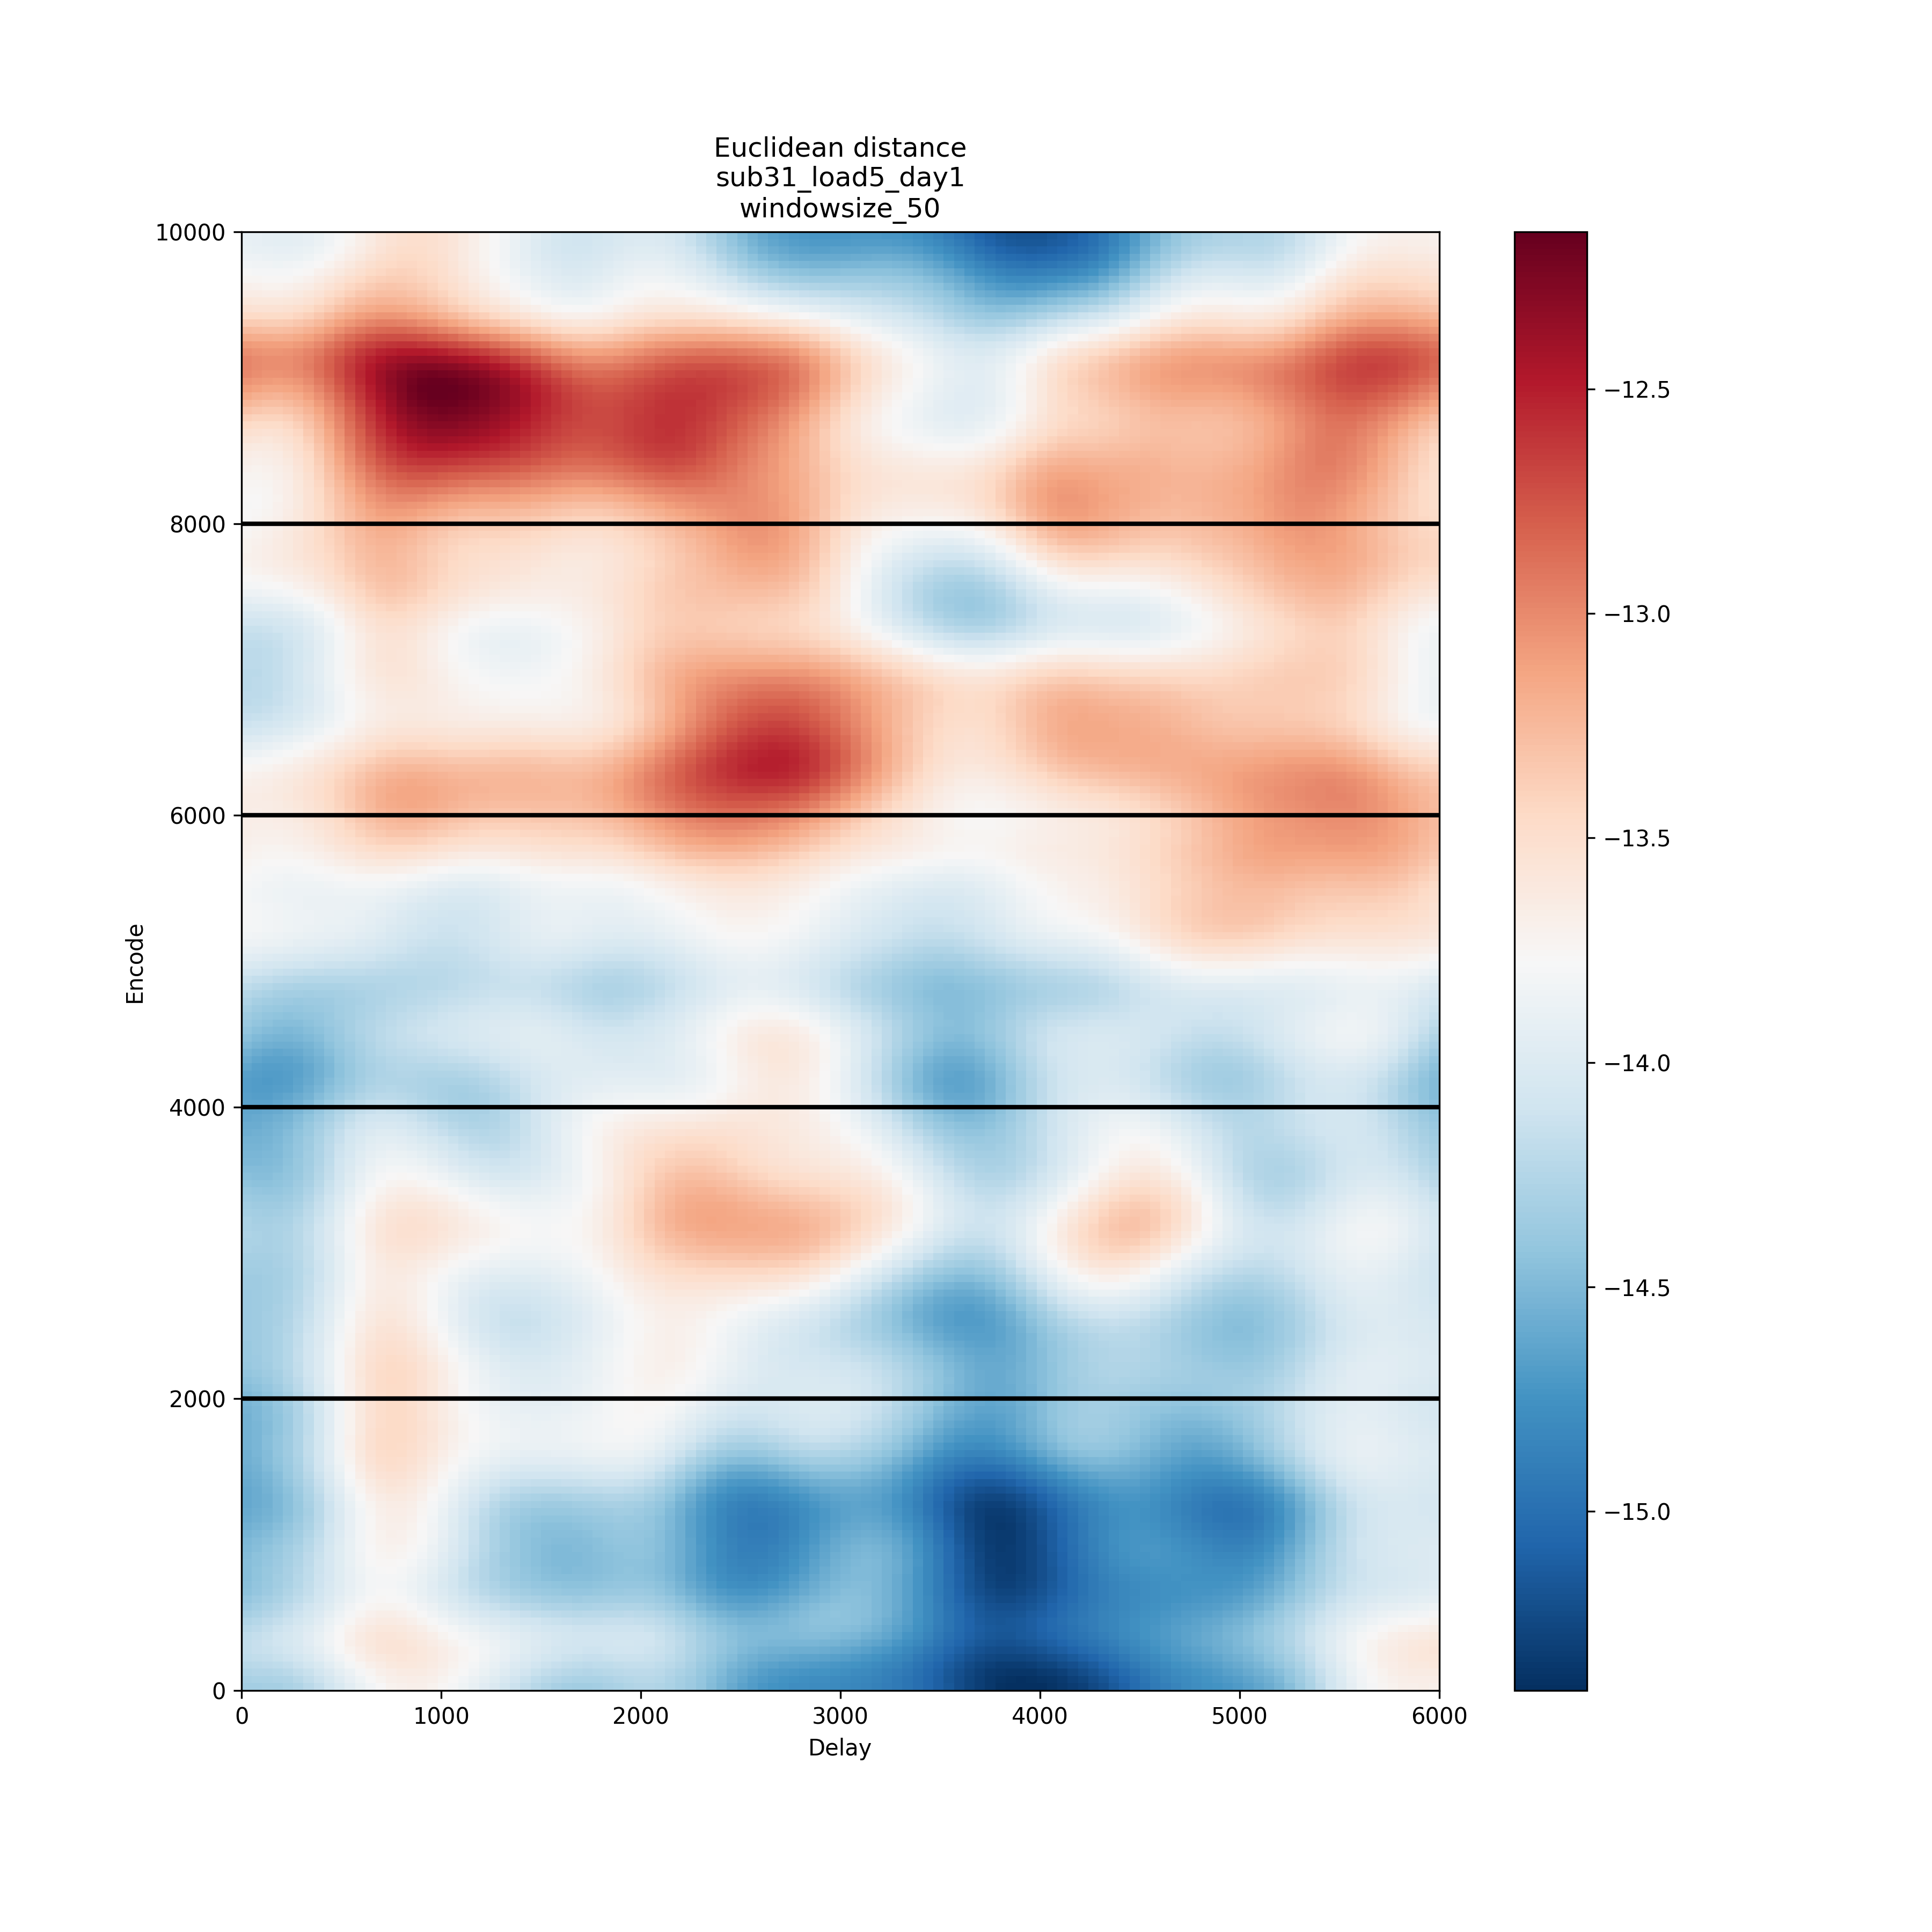 Euclidean distance
sub31_load5_day1
windowsize_50
10000
8000
6000
4000
2000
0
Encode
0 1000 2000 3000 4000 5000 6000
Delay
−12.5
−13.0
−13.5
−14.0
−14.5
−15.0